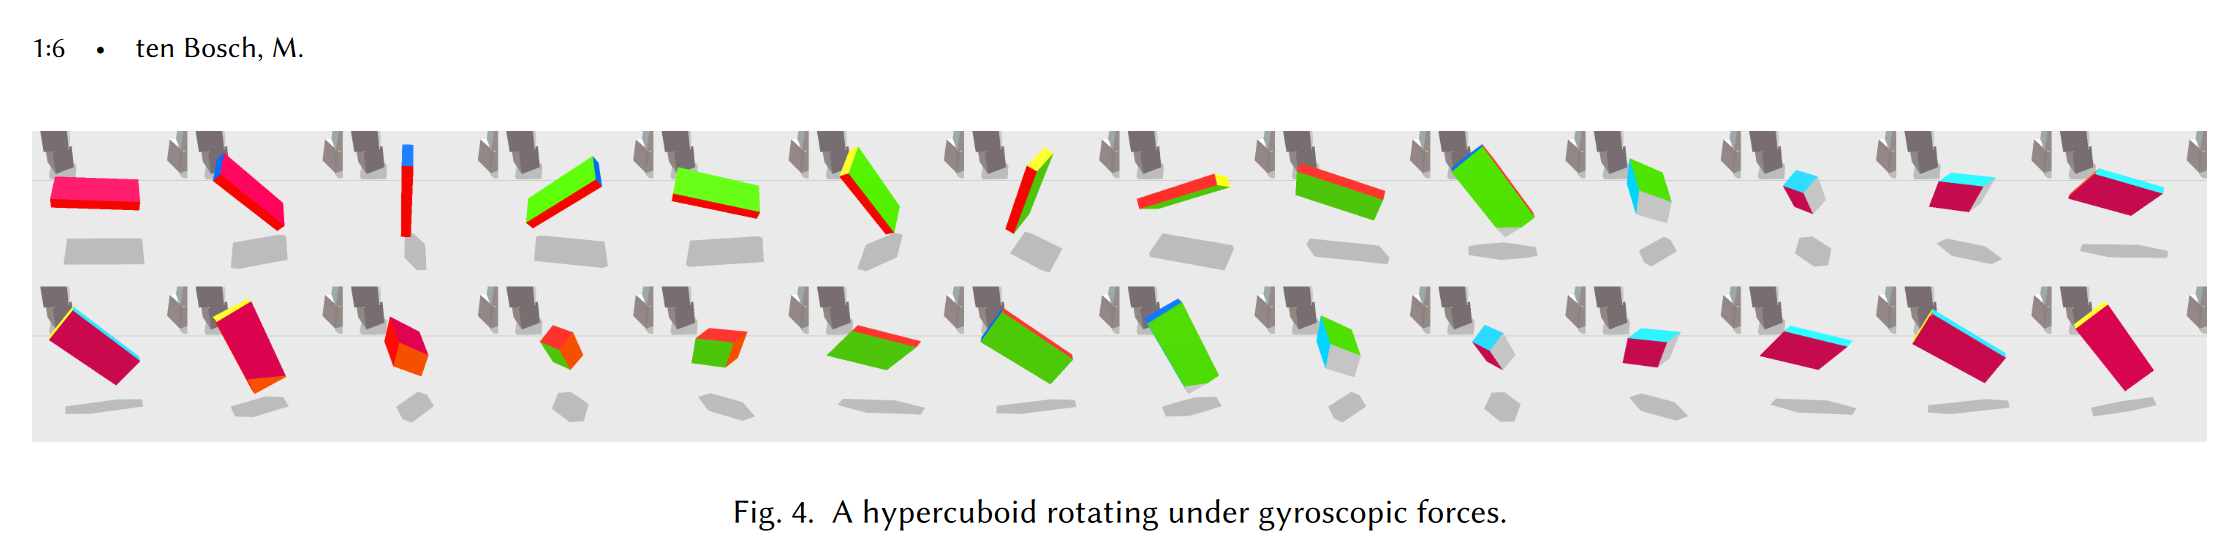 1:6 • ten Bosch, M.
Fig. 4. A hypercuboid rotating under gyroscopic forces.